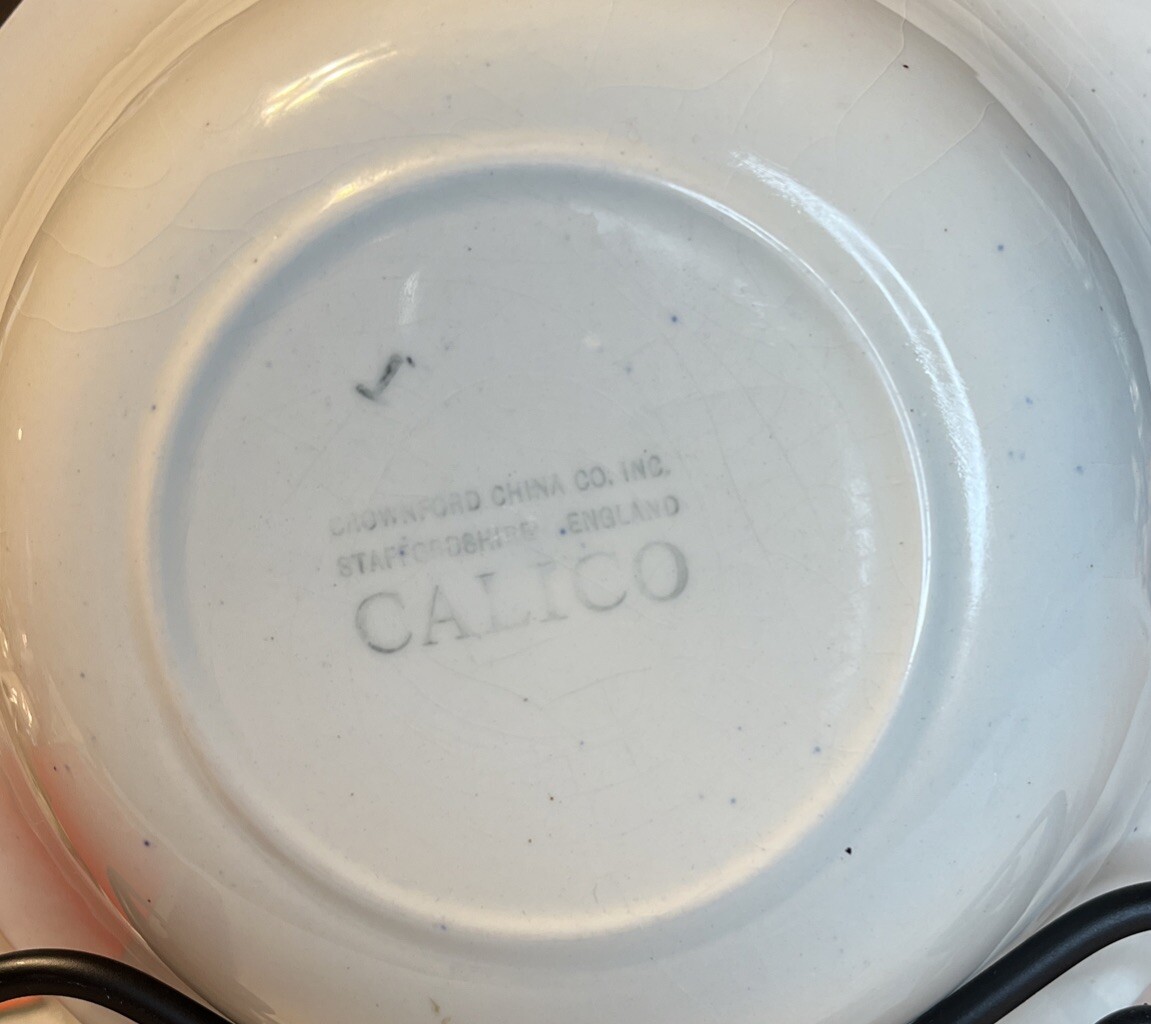 CROWNFORD CHINA CO. INC.
STAFFORDSHIRE .ENGLAND
CALICO